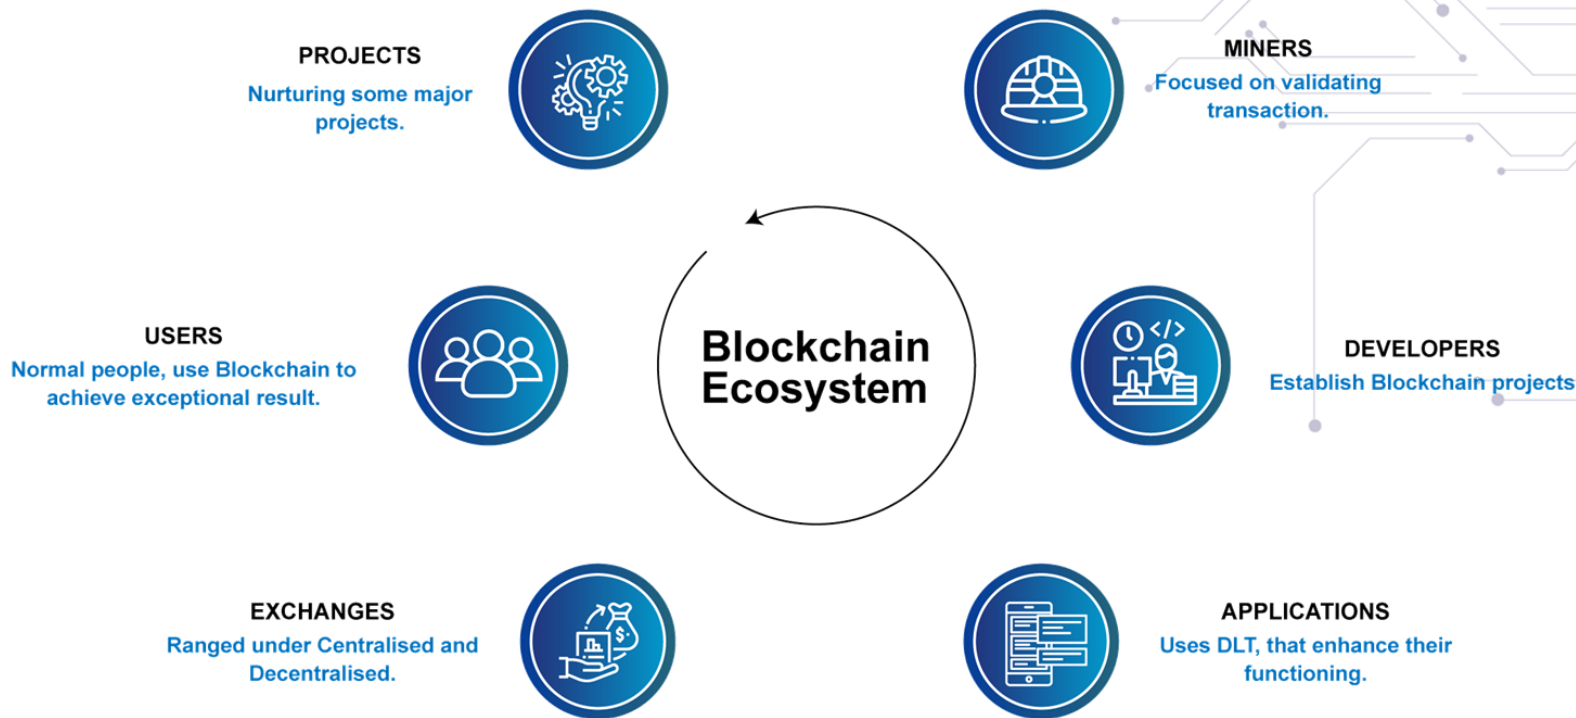 PROJECTS
Nurturing some major
projects.
MINERS
Focused on validating
transaction.
USERS
Normal people, use Blockchain to
achieve exceptional result.
Blockchain
Ecosystem
</>
DEVELOPERS
Establish Blockchain projects
EXCHANGES
Ranged under Centralised and
Decentralised.
$
APPLICATIONS
Uses DLT, that enhance their
functioning.